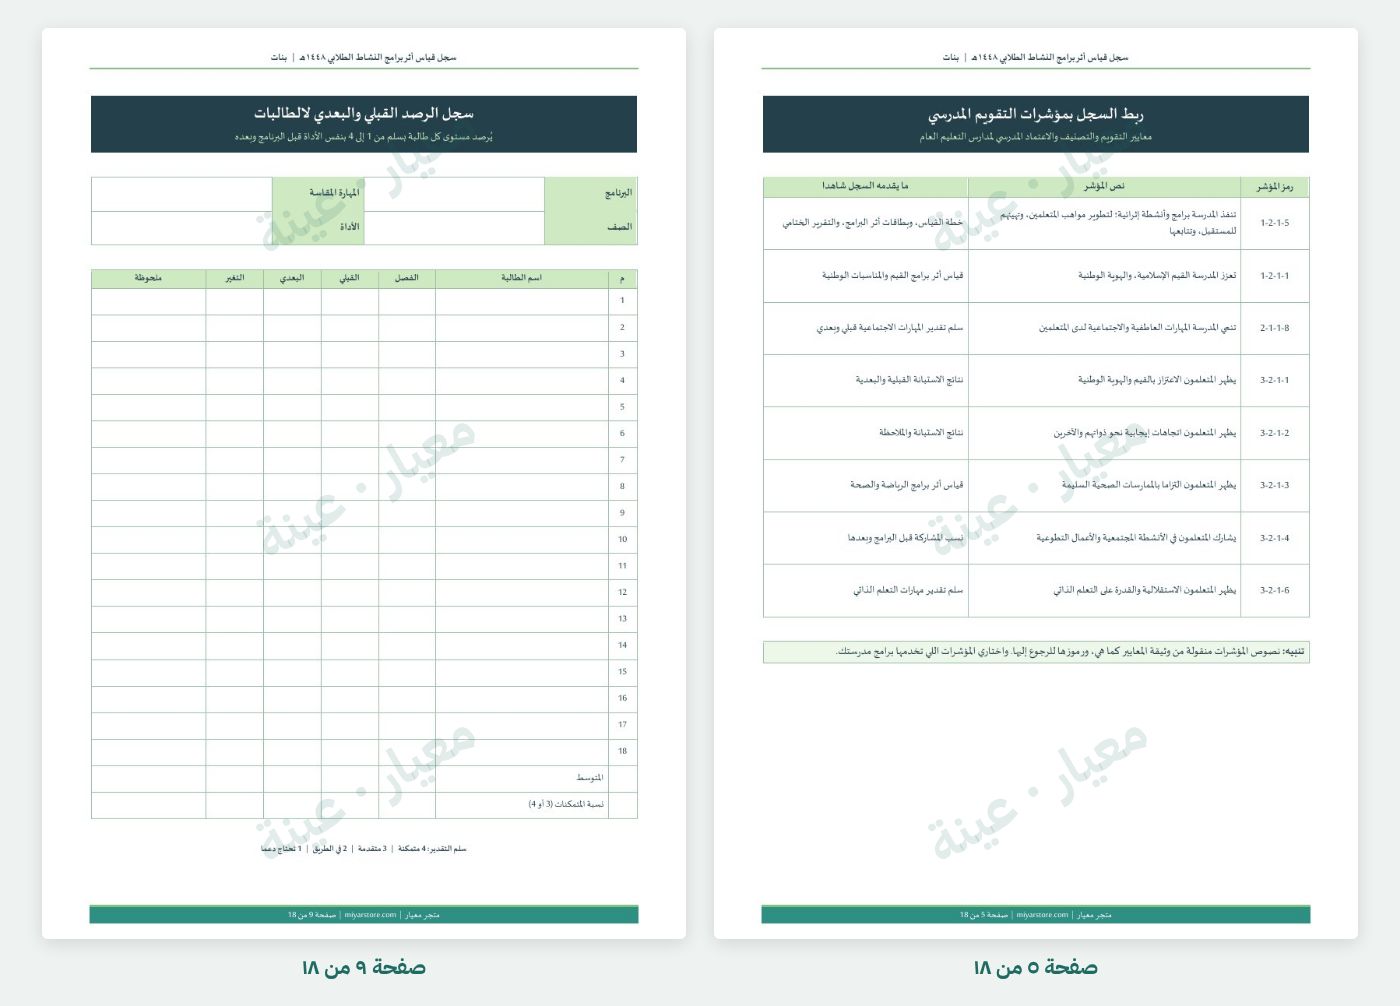 سجل قياس أثر برامج النشاط الطلابي ١٤٤٨هـ | بنات
ربط السجل بمؤشرات التقويم المدرسي
معايير التقويم والتصنيف والاعتماد المدرسي لمدارس التعليم العام
رمز المؤشر نص المؤشر ما يقدمه السجل شاهدا
1-2-1-5 تنفذ المدرسة برامج وأنشطة إثرائية؛ لتطوير مواهب المتعلمين، وتهيئهم للمستقبل، وتتابعها خطة القياس، وبطاقات أثر البرامج، والتقرير الختامي
1-2-1-1 تعزز المدرسة القيم الإسلامية، والهوية الوطنية قياس أثر برامج القيم والمناسبات الوطنية
2-1-1-8 تنمي المدرسة المهارات العاطفية والاجتماعية لدى المتعلمين سلم تقدير المهارات الاجتماعية قبلي وبعدي
3-2-1-1 يظهر المتعلمون الاعتزاز بالقيم والهوية الوطنية نتائج الاستبانة القبلية والبعدية
3-2-1-2 يظهر المتعلمون اتجاهات إيجابية نحو ذواتهم والآخرين نتائج الاستبانة والملاحظة
3-2-1-3 يظهر المتعلمون التزاما بالممارسات الصحية السليمة قياس أثر برامج الرياضة والصحة
3-2-1-4 يشارك المتعلمون في الأنشطة المجتمعية والأعمال التطوعية نسب المشاركة قبل البرامج وبعدها
3-2-1-6 يظهر المتعلمون الاستقلالية والقدرة على التعلم الذاتي سلم تقدير مهارات التعلم الذاتي
تنبيه: نصوص المؤشرات منقولة من وثيقة المعايير كما هي، ورموزها للرجوع إليها. واختاري المؤشرات اللي تخدمها برامج مدرستك.
معيار · عينة
معيار · عينة
معيار · عينة
متجر معيار | miyarstore.com | صفحة 5 من 18
صفحة ٥ من ١٨
سجل قياس أثر برامج النشاط الطلابي ١٤٤٨هـ | بنات
سجل الرصد القبلي والبعدي لالطالبات
يُرصد مستوى كل طالبة بسلم من 1 إلى 4 بنفس الأداة قبل البرنامج وبعده
البرنامج المهارة المقاسة
الصف الأداة
م اسم الطالبة الفصل القبلي البعدي التغير ملحوظة
1
2
3
4
5
6
7
8
9
10
11
12
13
14
15
16
17
18
المتوسط
نسبة المتمكنات (3 أو 4)
سلم التقدير: 4 متمكنة | 3 متقدمة | 2 في الطريق | 1 تحتاج دعما
معيار · عينة
معيار · عينة
معيار · عينة
متجر معيار | miyarstore.com | صفحة 9 من 18
صفحة ٩ من ١٨